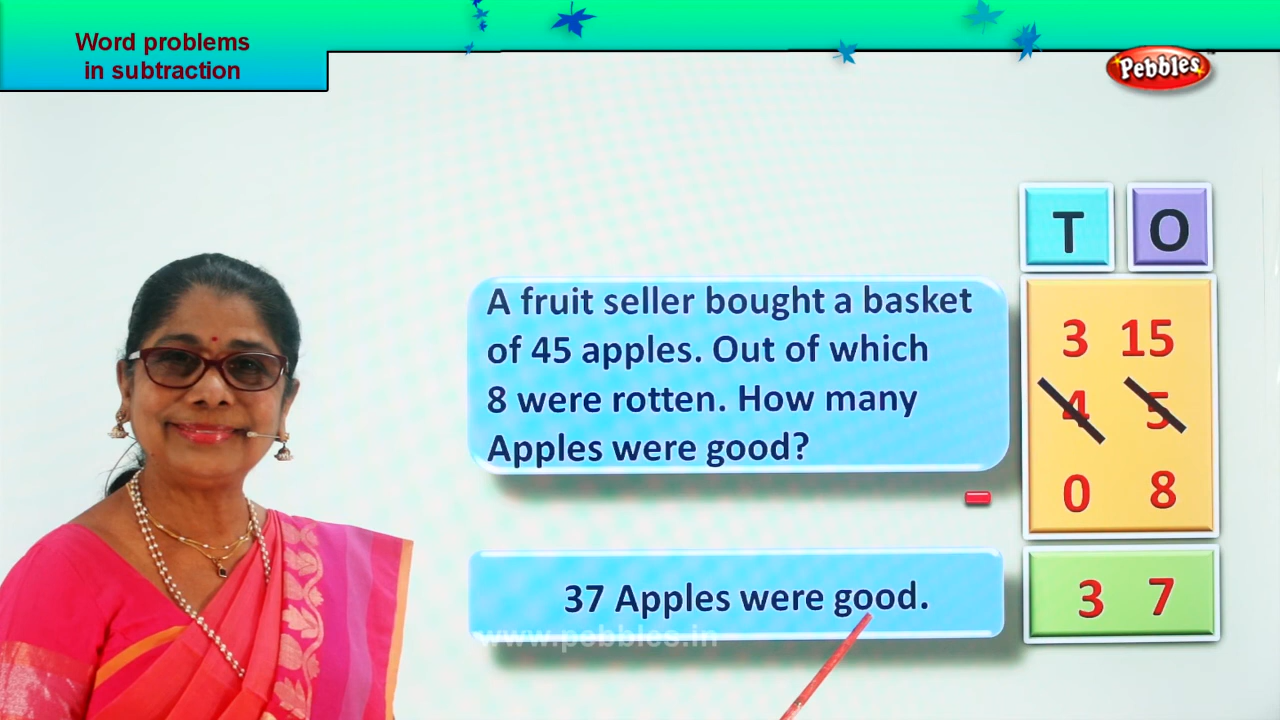 Word problems
in subtraction
Pebbles
T O
A fruit seller bought a basket
of 45 apples. Out of which
8 were rotten. How many
Apples were good?
3 15
4 5
- 0 8
37 Apples were good.
3 7
www.pebbles.in